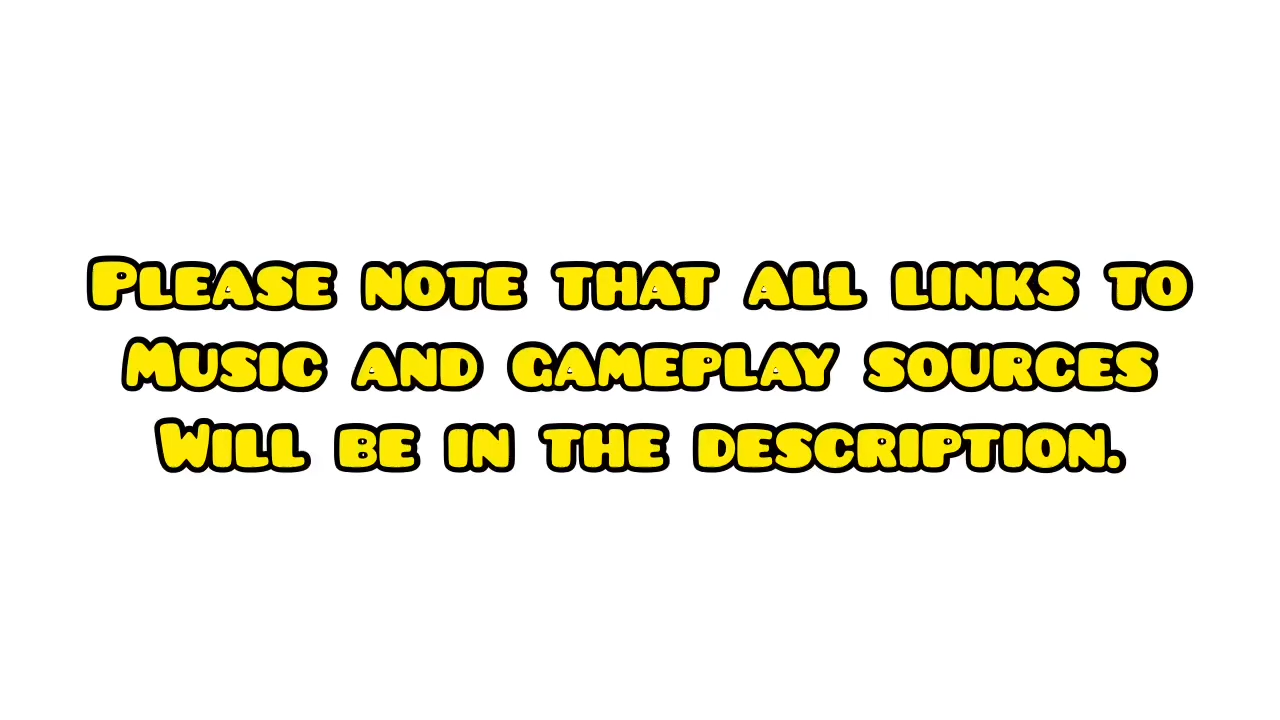 Please note that all links to
Music and gameplay sources
Will be in the description.